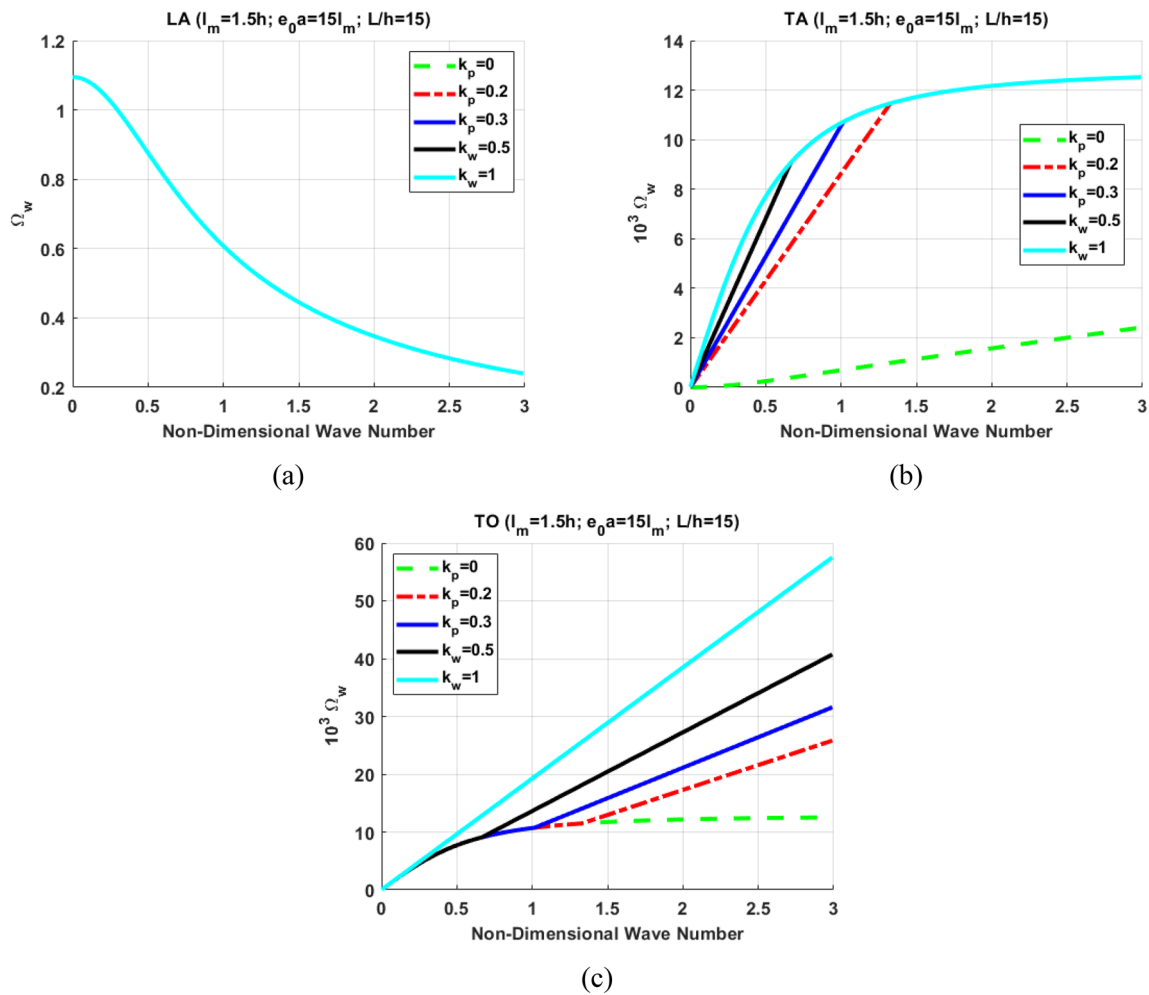 LA (l_m=1.5h; e_0a=15l_m; L/h=15)
1.2
1
0.8
0.6
0.4
0.2
Ω_w
k_p=0
k_p=0.2
k_p=0.3
k_w=0.5
k_w=1
0 0.5 1 1.5 2 2.5 3
Non-Dimensional Wave Number
(a)
TA (l_m=1.5h; e_0a=15l_m; L/h=15)
14
12
10
8
6
4
2
0
10^3 Ω_w
k_p=0
k_p=0.2
k_p=0.3
k_w=0.5
k_w=1
0 0.5 1 1.5 2 2.5 3
Non-Dimensional Wave Number
(b)
TO (l_m=1.5h; e_0a=15l_m; L/h=15)
60
50
40
30
20
10
0
10^3 Ω_w
k_p=0
k_p=0.2
k_p=0.3
k_w=0.5
k_w=1
0 0.5 1 1.5 2 2.5 3
Non-Dimensional Wave Number
(c)